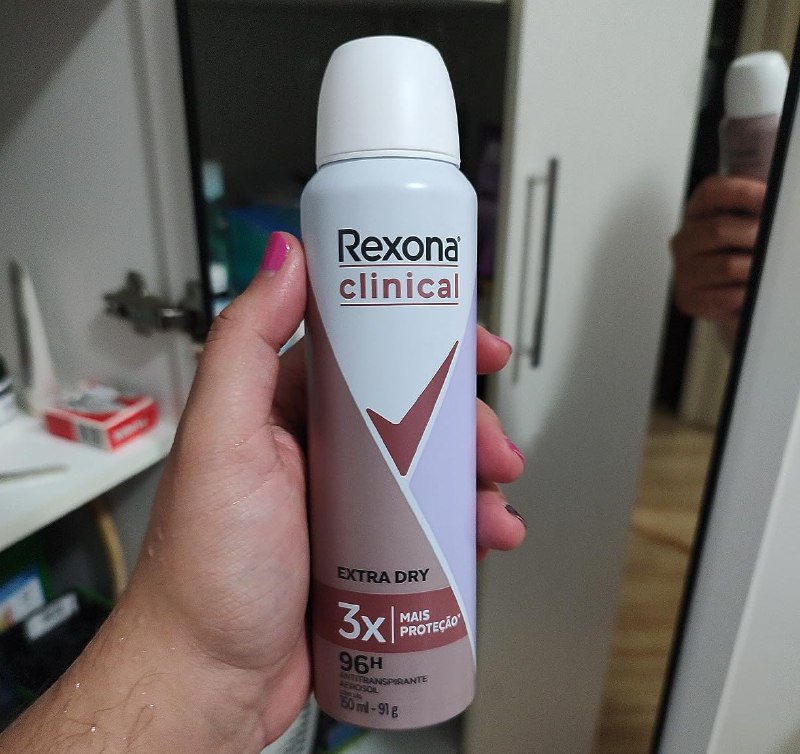 Rexona
clinical
EXTRA DRY
3x
MAIS
PROTEÇÃO*
96H
ANTITRANSPIRANTE
AEROSOL
150 ml - 91 g